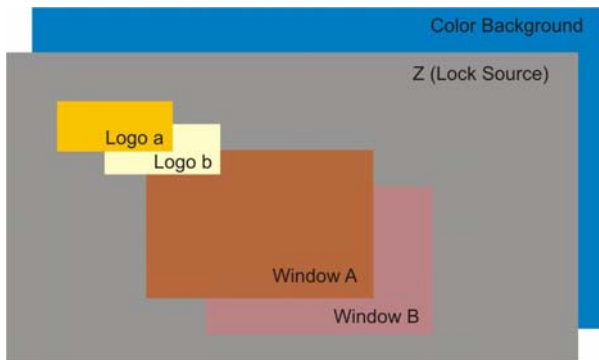 Color Background
Z (Lock Source)
Logo a
Logo b
Window A
Window B